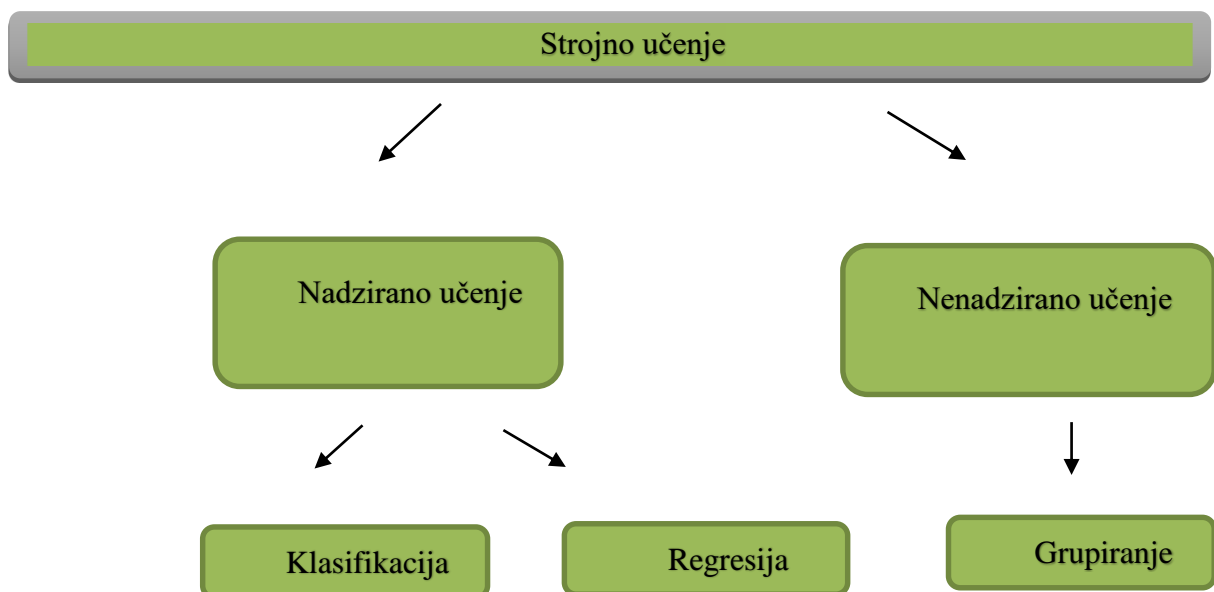 Strojno učenje
Nadzirano učenje
Nenadzirano učenje
Klasifikacija
Regresija
Grupiranje